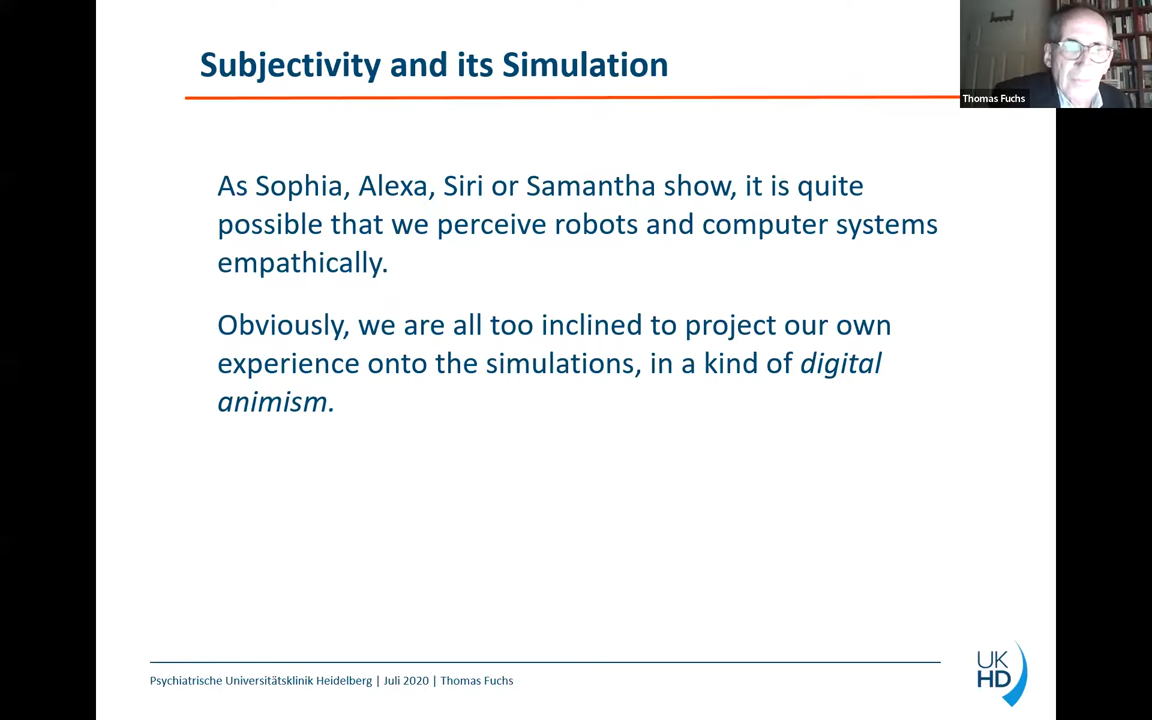 Subjectivity and its Simulation
Thomas Fuchs
As Sophia, Alexa, Siri or Samantha show, it is quite
possible that we perceive robots and computer systems
empathically.
Obviously, we are all too inclined to project our own
experience onto the simulations, in a kind of digital
animism.
Psychiatrische Universitätsklinik Heidelberg | Juli 2020 | Thomas Fuchs
UK
HD